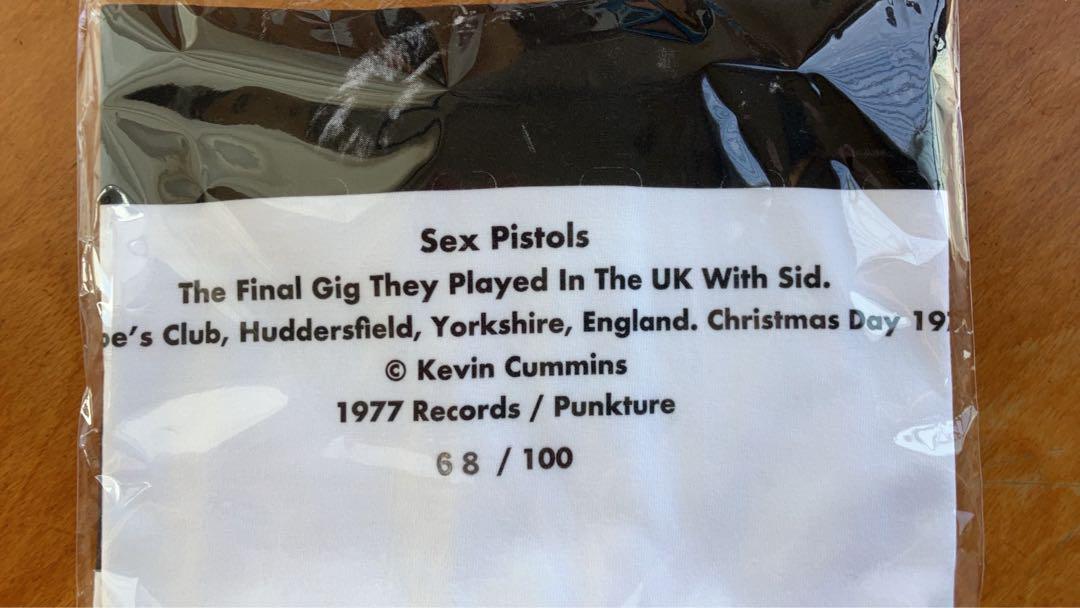 Sex Pistols
The Final Gig They Played In The UK With Sid.
Club, Huddersfield, Yorkshire, England. Christmas Day
© Kevin Cummins
1977 Records / Punkture
68 / 100